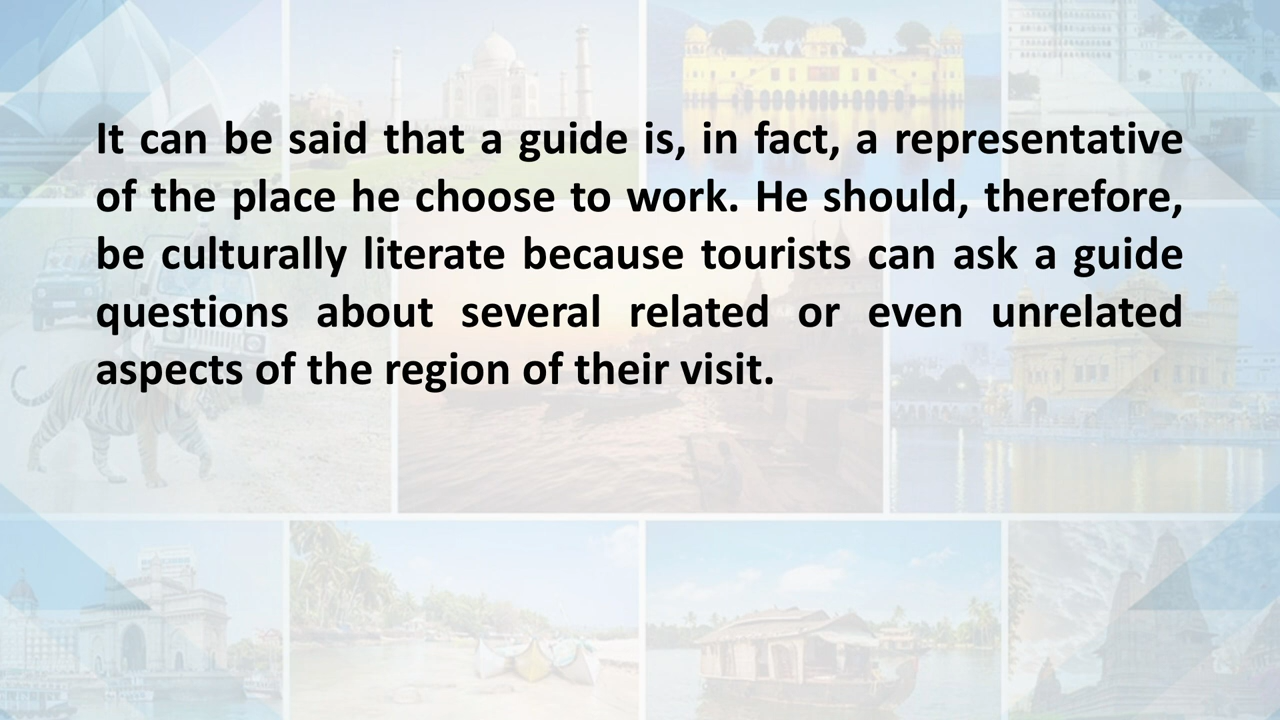 It can be said that a guide is, in fact, a representative
of the place he choose to work. He should, therefore,
be culturally literate because tourists can ask a guide
questions about several related or even unrelated
aspects of the region of their visit.